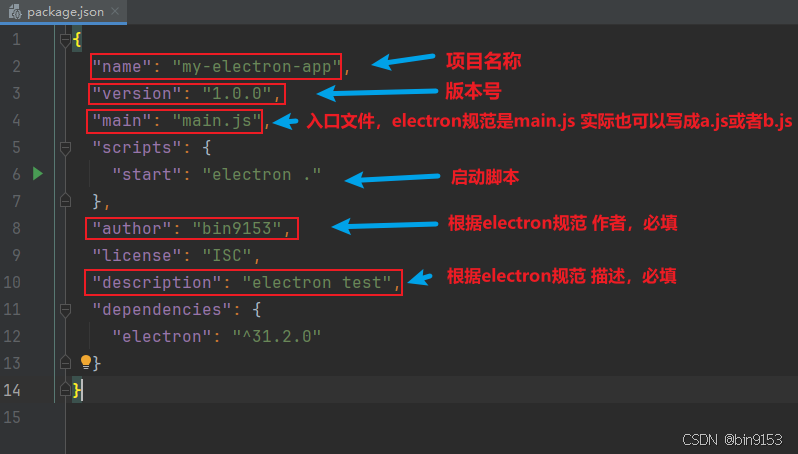 package.json
1 {
2 "name": "my-electron-app", 项目名称
3 "version": "1.0.0", 版本号
4 "main": "main.js", 入口文件，electron规范是main.js 实际也可以写成a.js或者b.js
5 "scripts": {
6 "start": "electron ." 启动脚本
7 },
8 "author": "bin9153", 根据electron规范 作者，必填
9 "license": "ISC",
10 "description": "electron test", 根据electron规范 描述，必填
11 "dependencies": {
12 "electron": "^31.2.0"
13 }
14 }
15
CSDN @bin9153